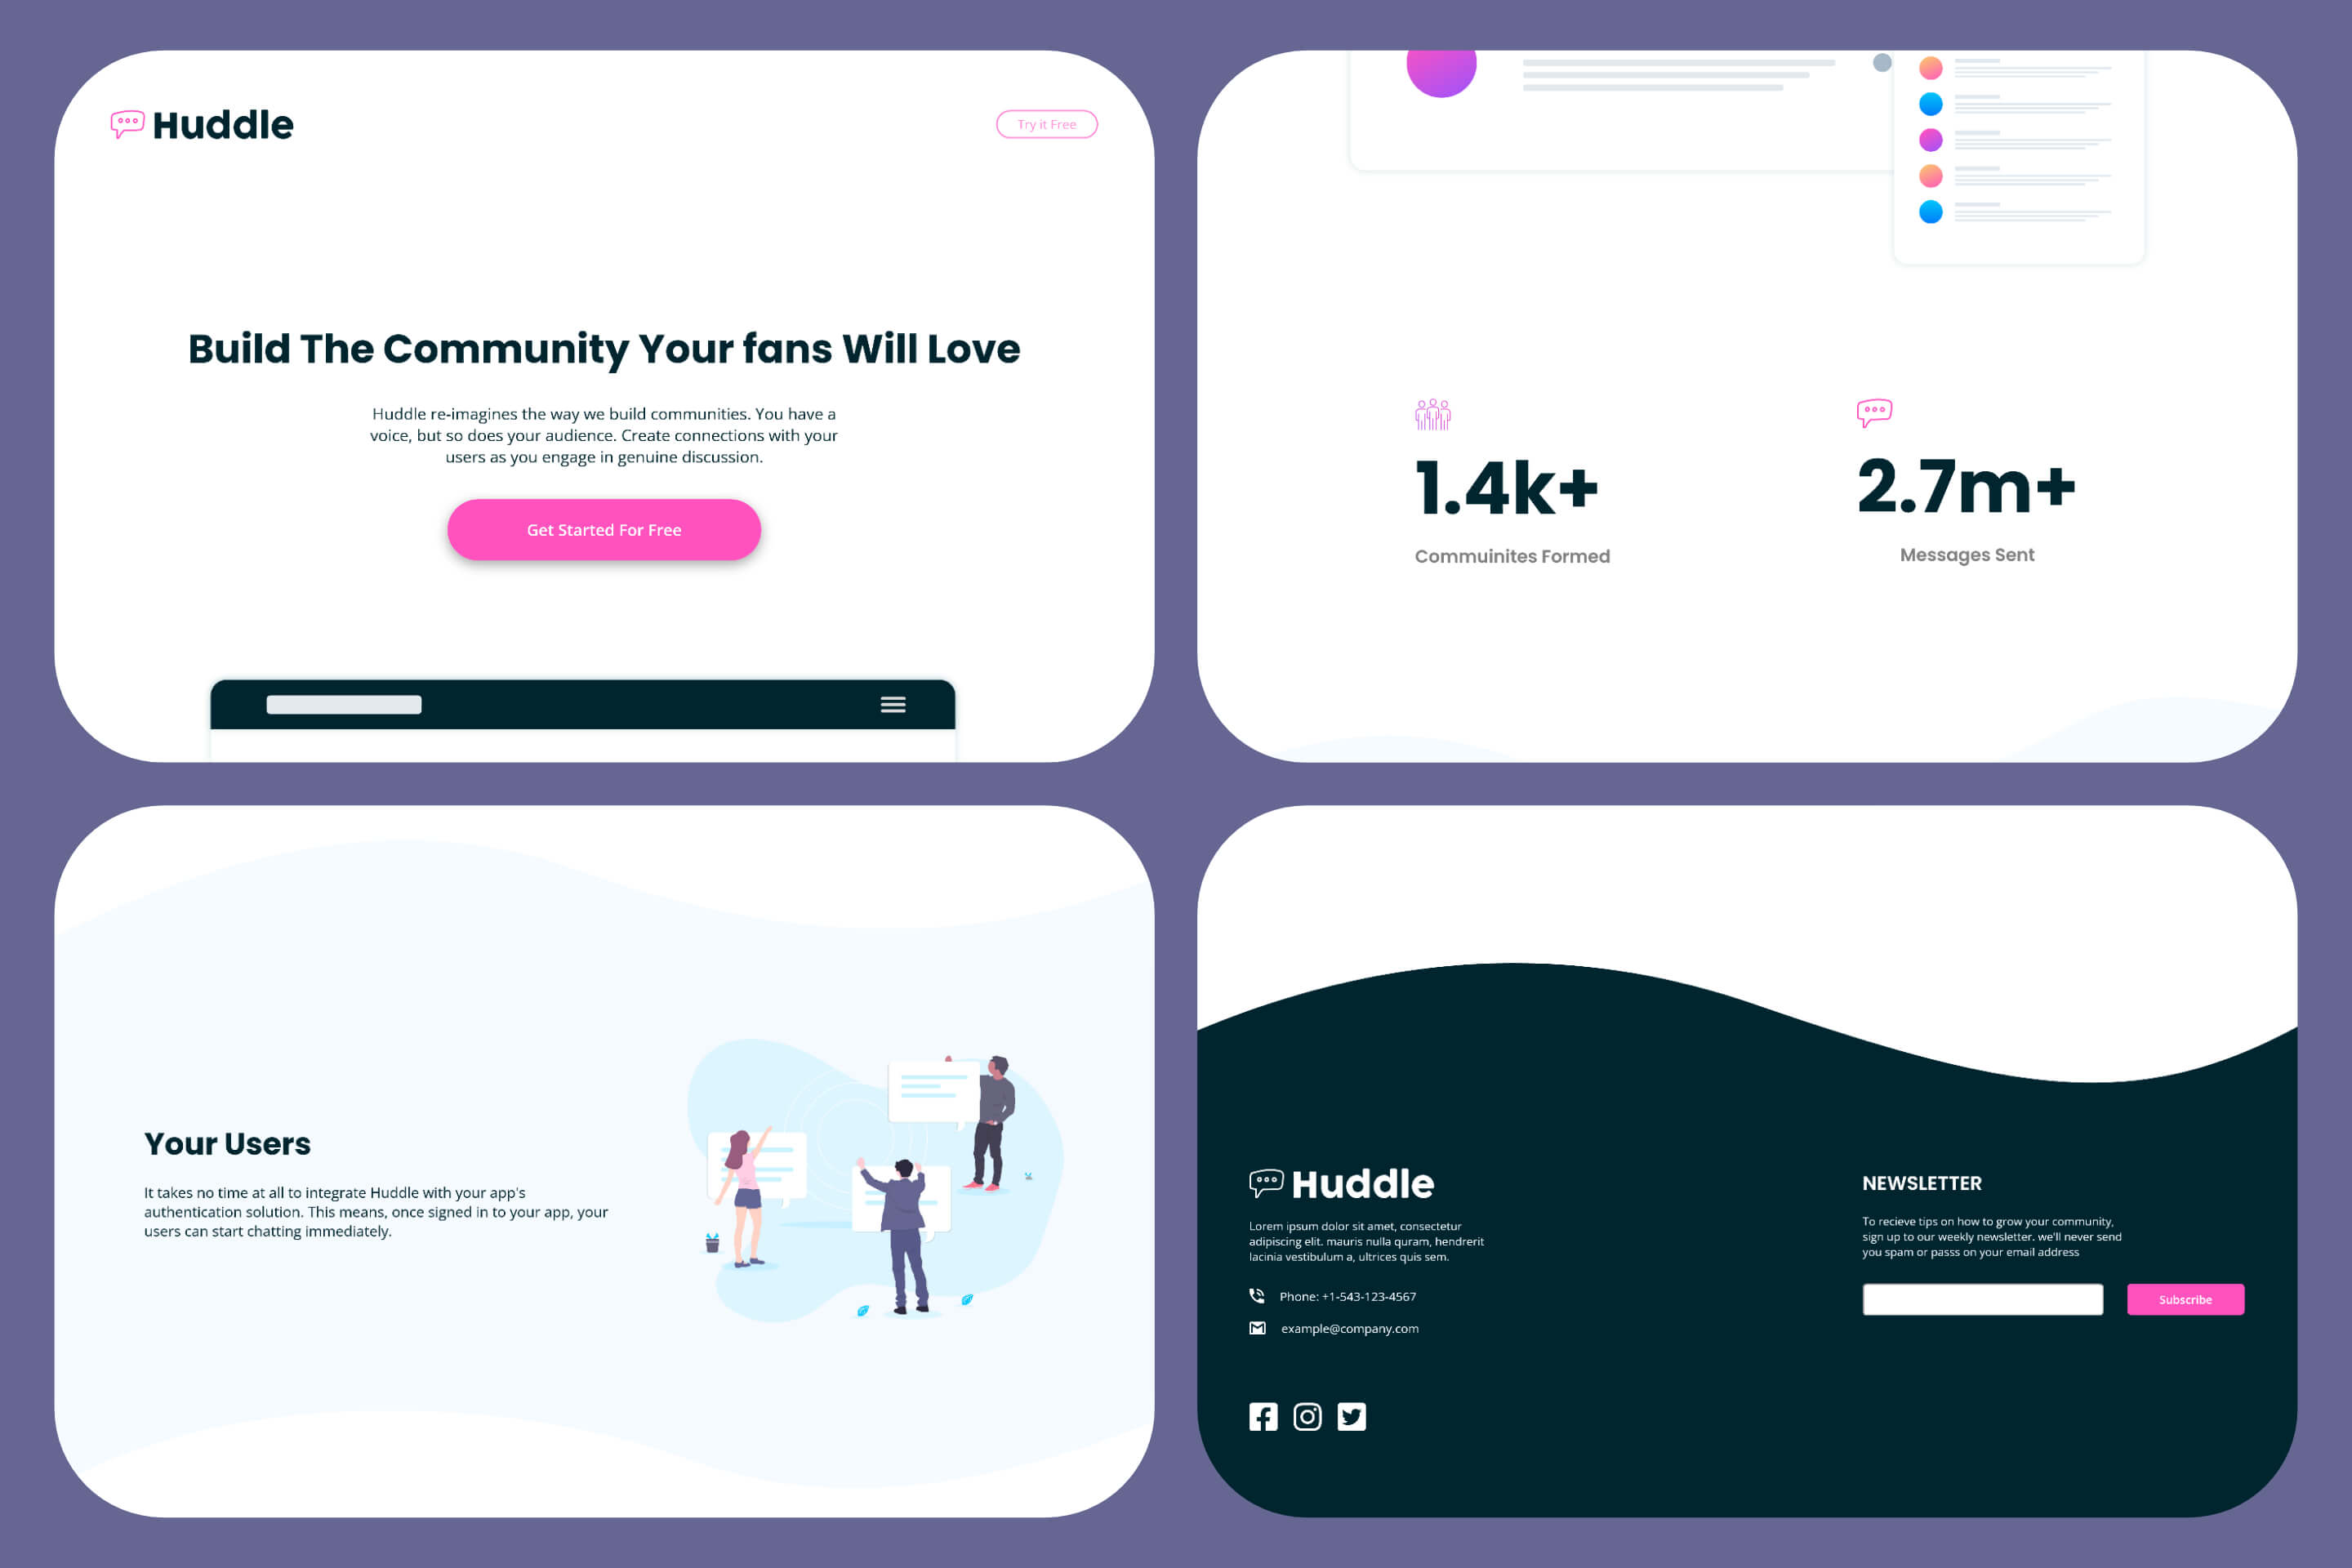 Huddle
Try it Free
Build The Community Your fans Will Love
Huddle re-imagines the way we build communities. You have a
voice, but so does your audience. Create connections with your
users as you engage in genuine discussion.
Get Started For Free
1.4k+
Commuinites Formed
2.7m+
Messages Sent
Your Users
It takes no time at all to integrate Huddle with your app's
authentication solution. This means, once signed in to your app, your
users can start chatting immediately.
Huddle
Lorem ipsum dolor sit amet, consectetur
adipiscing elit. mauris nulla quram, hendrerit
lacinia vestibulum a, ultrices quis sem.
Phone: +1-543-123-4567
example@company.com
NEWSLETTER
To recieve tips on how to grow your community,
sign up to our weekly newsletter. we'll never send
you spam or passs on your email address
Subscribe